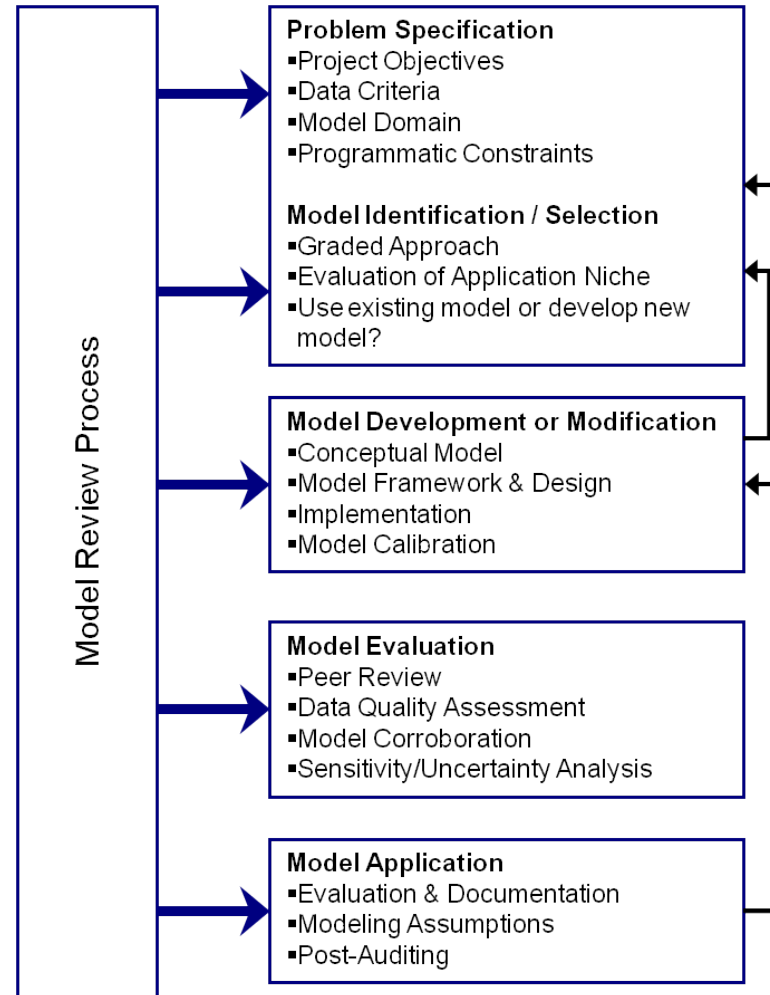 Model Review Process
Problem Specification
▪Project Objectives
▪Data Criteria
▪Model Domain
▪Programmatic Constraints
Model Identification / Selection
▪Graded Approach
▪Evaluation of Application Niche
▪Use existing model or develop new
model?
Model Development or Modification
▪Conceptual Model
▪Model Framework & Design
▪Implementation
▪Model Calibration
Model Evaluation
▪Peer Review
▪Data Quality Assessment
▪Model Corroboration
▪Sensitivity/Uncertainty Analysis
Model Application
▪Evaluation & Documentation
▪Modeling Assumptions
▪Post-Auditing